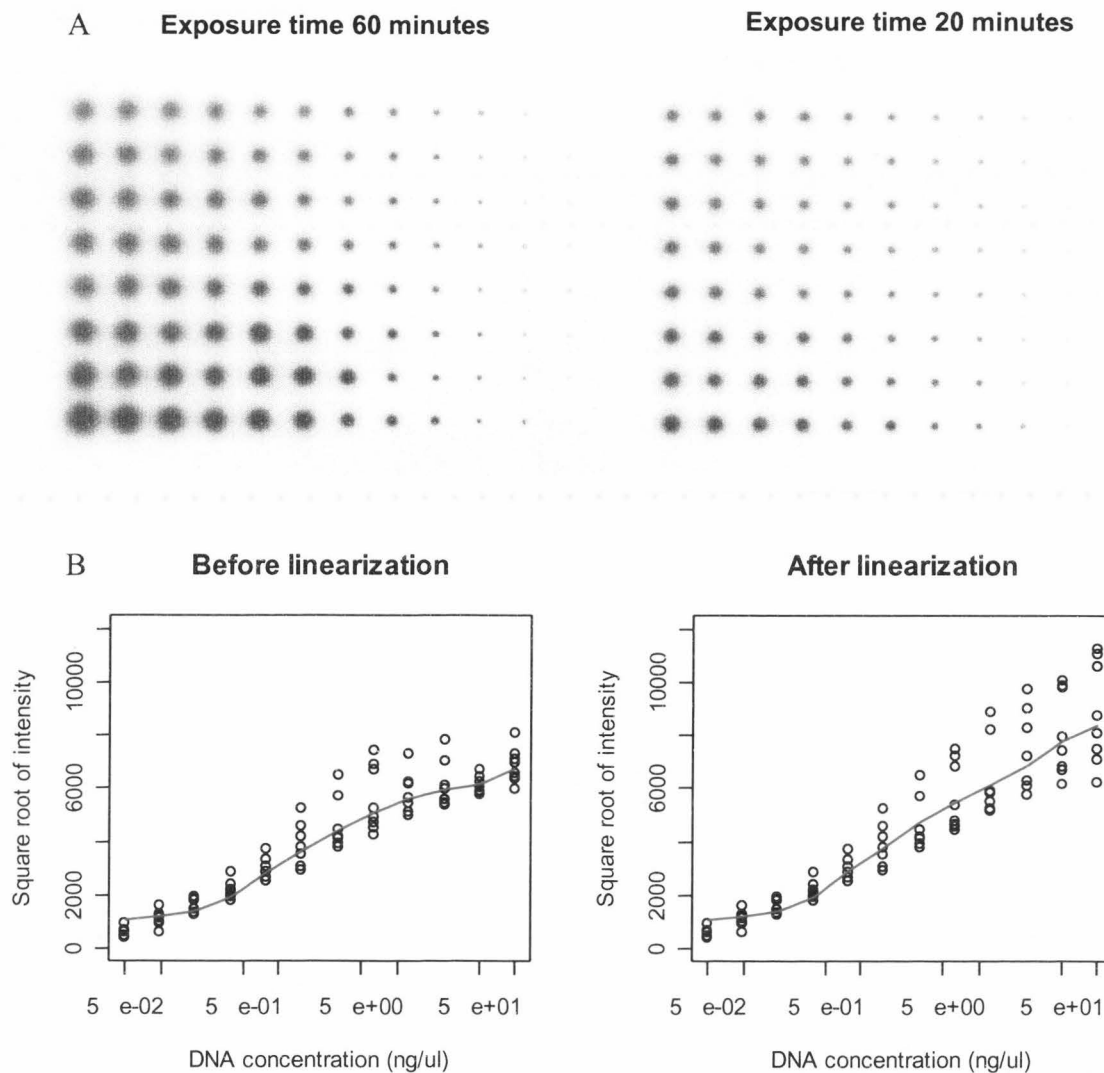 A
Exposure time 60 minutes
Exposure time 20 minutes
B
Before linearization
After linearization
Square root of intensity
0
2000
6000
10000
5 e-02 5 e-01 5 e+00 5 e+01
DNA concentration (ng/ul)
Square root of intensity
0
2000
6000
10000
5 e-02 5 e-01 5 e+00 5 e+01
DNA concentration (ng/ul)